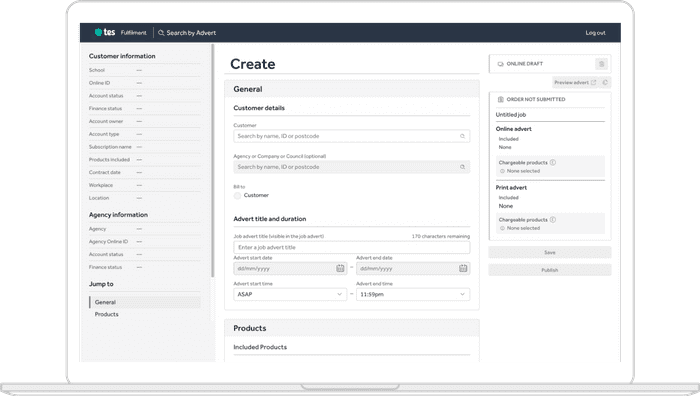 tes Fulfilment Search by Advert Log out
Customer information
School ---
Online ID ---
Account status ---
Finance status ---
Account owner ---
Account type ---
Subscription name ---
Products included ---
Contract date ---
Workplace ---
Location ---
Agency information
Agency ---
Agency Online ID ---
Account status ---
Finance status ---
Jump to
General
Products
Create
General
Customer details
Customer
Search by name, ID or postcode
Agency or Company or Council (optional)
Search by name, ID or postcode
Bill to
Customer
Advert title and duration
Job advert title (visible in the job advert) 170 characters remaining
Enter a job advert title
Advert start date Advert end date
dd/mm/yyyy – dd/mm/yyyy
Advert start time Advert end time
ASAP – 11:59pm
Products
Included Products
ONLINE DRAFT
Preview advert
ORDER NOT SUBMITTED
Untitled job
Online advert
Included
None
Chargeable products
None selected
Print advert
Included
None
Chargeable products
None selected
Save
Publish